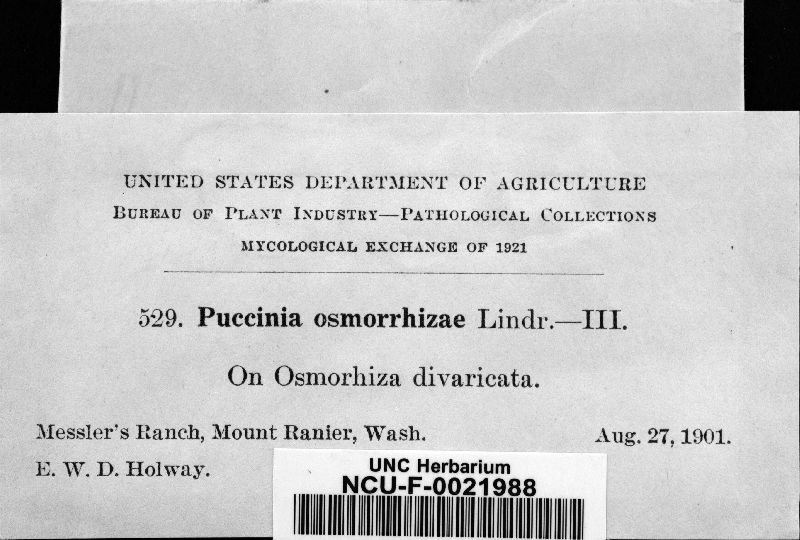 UNITED STATES DEPARTMENT OF AGRICULTURE
BUREAU OF PLANT INDUSTRY—PATHOLOGICAL COLLECTIONS
MYCOLOGICAL EXCHANGE OF 1921
529. Puccinia osmorrhizae Lindr.—III.
On Osmorhiza divaricata.
Messler's Ranch, Mount Ranier, Wash. Aug. 27, 1901.
E. W. D. Holway.
UNC Herbarium
NCU-F-0021988